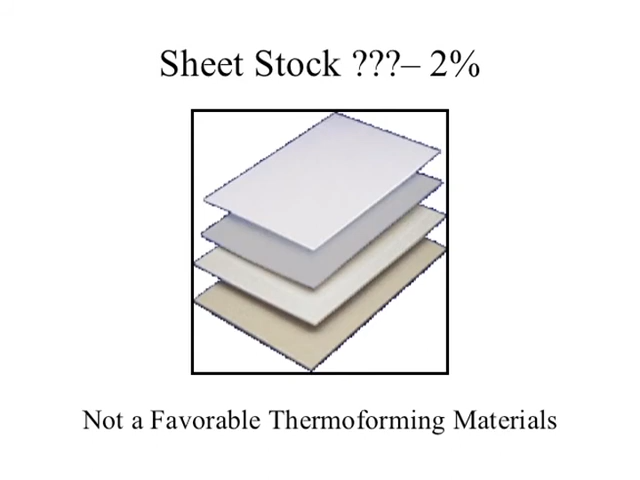 Sheet Stock ???– 2%
Not a Favorable Thermoforming Materials